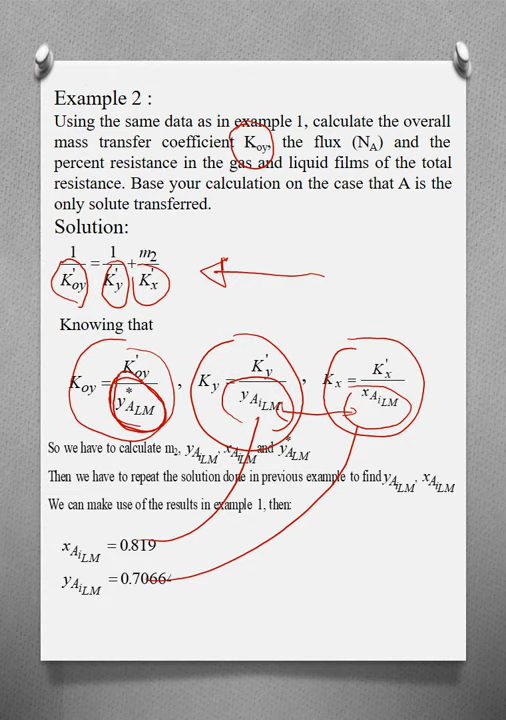 Example 2 :
Using the same data as in example 1, calculate the overall
mass transfer coefficient K_oy, the flux (N_A) and the
percent resistance in the gas and liquid films of the total
resistance. Base your calculation on the case that A is the
only solute transferred.
Solution:
1/K'_oy = 1/K'_y + m_2/K'_x
Knowing that
K_oy = K'_oy/y*_A_LM , K_y = K'_y/y_A_iLM , K_x = K'_x/x_A_iLM
So we have to calculate m_2, y_A_iLM, x_A_iLM and y*_A_LM
Then we have to repeat the solution done in previous example to find y_A_iLM, x_A_iLM
We can make use of the results in example 1, then:
x_A_iLM = 0.819
y_A_iLM = 0.7066